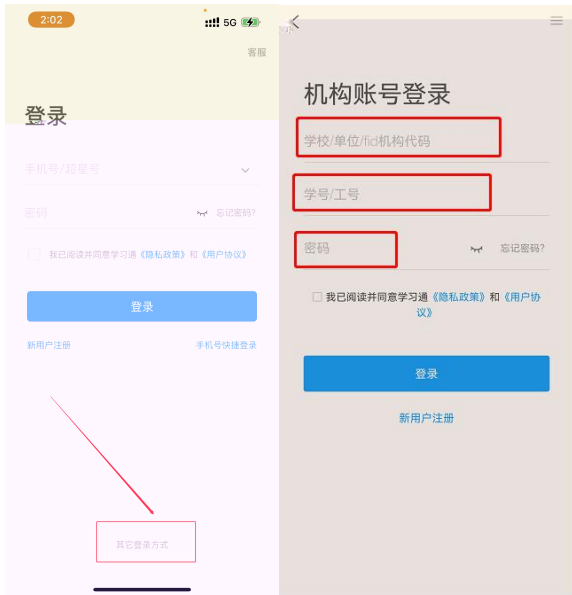 2:02
5G
客服
登录
手机号/超星号
密码
忘记密码?
我已阅读并同意学习通《隐私政策》和《用户协议》
登录
新用户注册
手机号快捷登录
其它登录方式
机构账号登录
学校/单位/fid机构代码
学号/工号
密码
忘记密码?
我已阅读并同意学习通《隐私政策》和《用户协
议》
登录
新用户注册